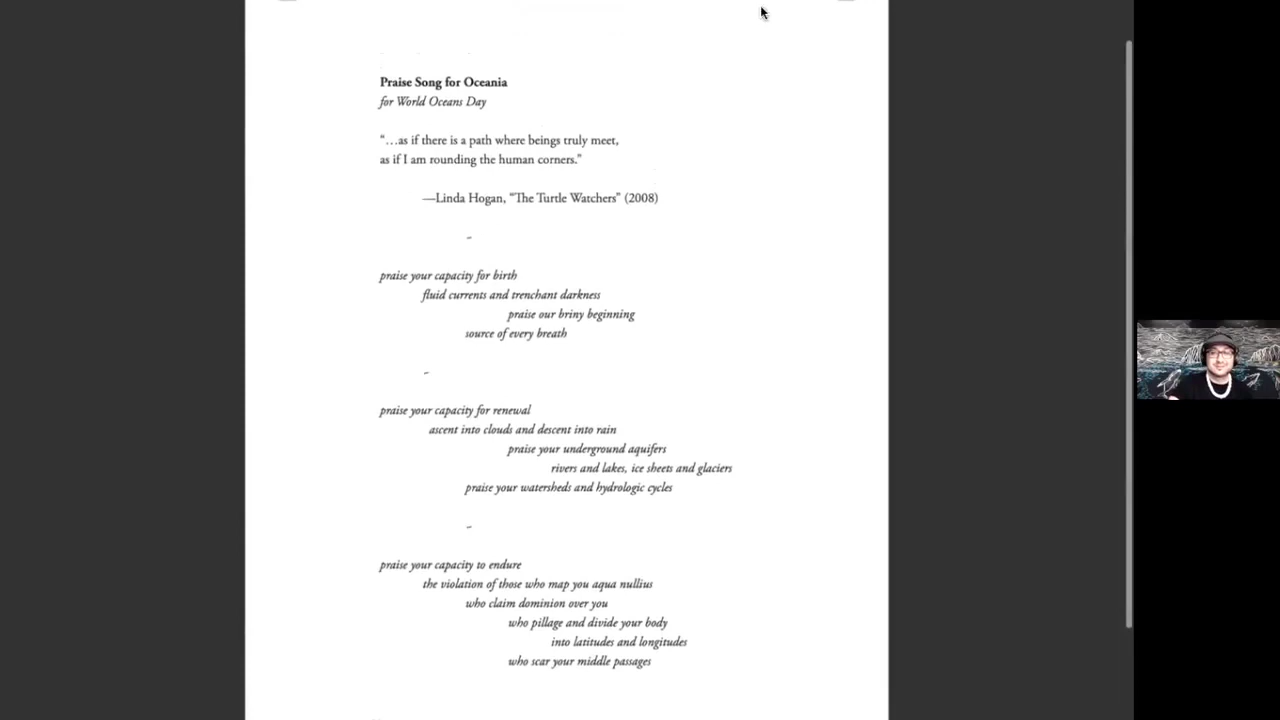 Praise Song for Oceania
for World Oceans Day
“…as if there is a path where beings truly meet,
as if I am rounding the human corners.”
—Linda Hogan, “The Turtle Watchers” (2008)
~
praise your capacity for birth
fluid currents and trenchant darkness
praise our briny beginning
source of every breath
~
praise your capacity for renewal
ascent into clouds and descent into rain
praise your underground aquifers
rivers and lakes, ice sheets and glaciers
praise your watersheds and hydrologic cycles
~
praise your capacity to endure
the violation of those who map you aqua nullius
who claim dominion over you
who pillage and divide your body
into latitudes and longitudes
who scar your middle passages